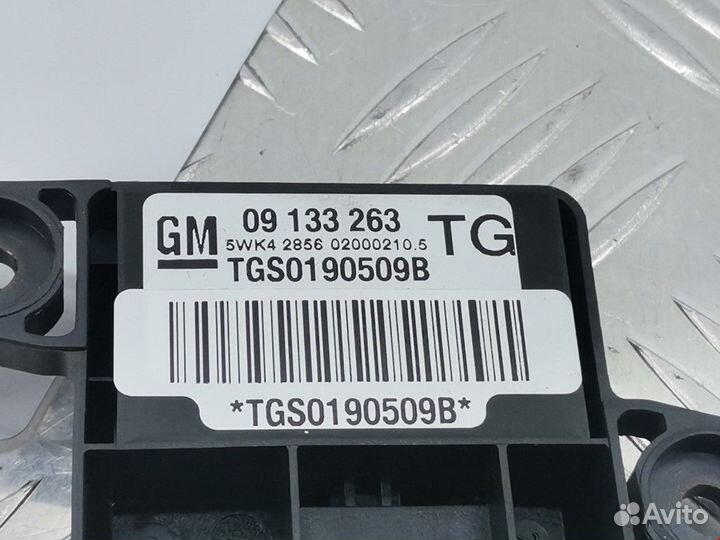 GM 09 133 263 TG
5WK4 2856 02000210.5
TGS0190509B
*TGS0190509B*
Avito